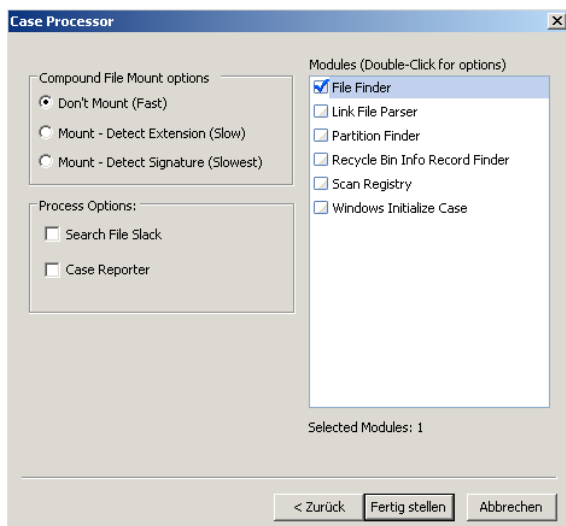 Case Processor
Compound File Mount options
Don't Mount (Fast)
Mount - Detect Extension (Slow)
Mount - Detect Signature (Slowest)
Process Options:
Search File Slack
Case Reporter
Modules (Double-Click for options)
File Finder
Link File Parser
Partition Finder
Recycle Bin Info Record Finder
Scan Registry
Windows Initialize Case
Selected Modules: 1
< Zurück
Fertig stellen
Abbrechen